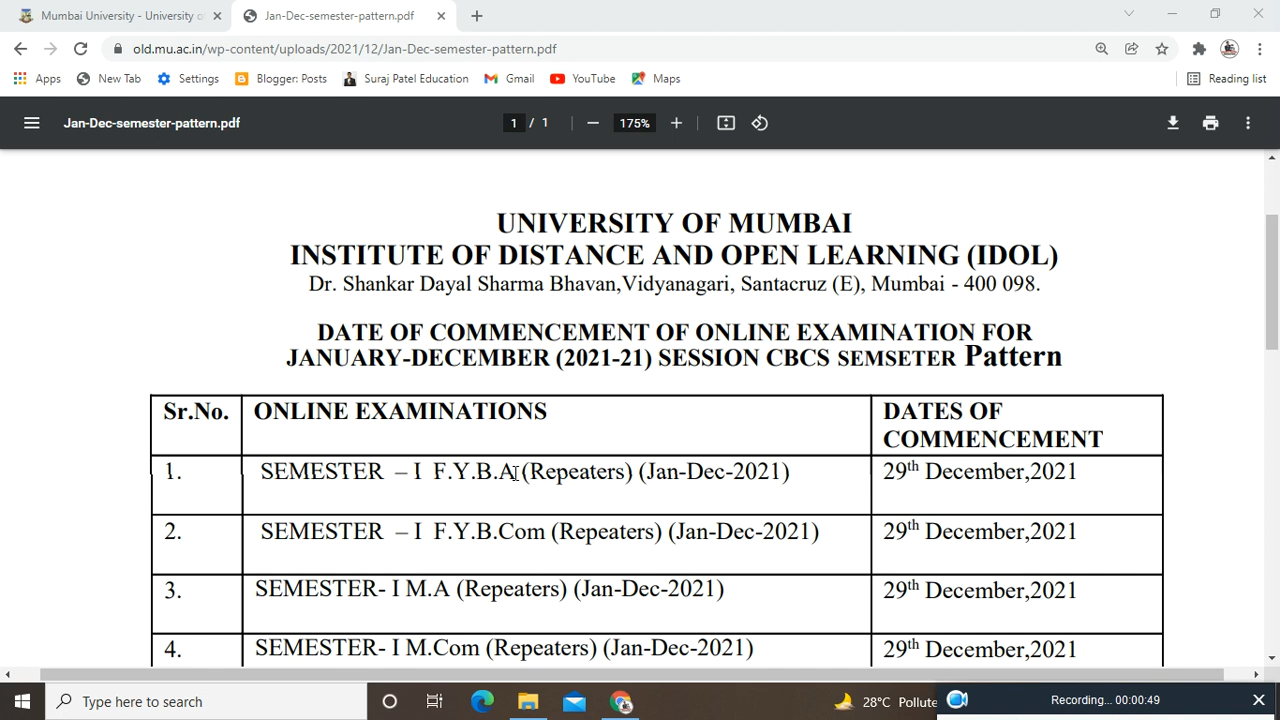 Mumbai University - University o
Jan-Dec-semester-pattern.pdf
old.mu.ac.in/wp-content/uploads/2021/12/Jan-Dec-semester-pattern.pdf
Apps
New Tab
Settings
Blogger: Posts
Suraj Patel Education
Gmail
YouTube
Maps
Reading list
Jan-Dec-semester-pattern.pdf
1 / 1
175%
UNIVERSITY OF MUMBAI
INSTITUTE OF DISTANCE AND OPEN LEARNING (IDOL)
Dr. Shankar Dayal Sharma Bhavan,Vidyanagari, Santacruz (E), Mumbai - 400 098.
DATE OF COMMENCEMENT OF ONLINE EXAMINATION FOR
JANUARY-DECEMBER (2021-21) SESSION CBCS SEMSETER Pattern
Sr.No. ONLINE EXAMINATIONS DATES OF
COMMENCEMENT
1. SEMESTER – I F.Y.B.A (Repeaters) (Jan-Dec-2021) 29th December,2021
2. SEMESTER – I F.Y.B.Com (Repeaters) (Jan-Dec-2021) 29th December,2021
3. SEMESTER- I M.A (Repeaters) (Jan-Dec-2021) 29th December,2021
4. SEMESTER- I M.Com (Repeaters) (Jan-Dec-2021) 29th December,2021
Type here to search
28°C Pollute
Recording... 00:00:49